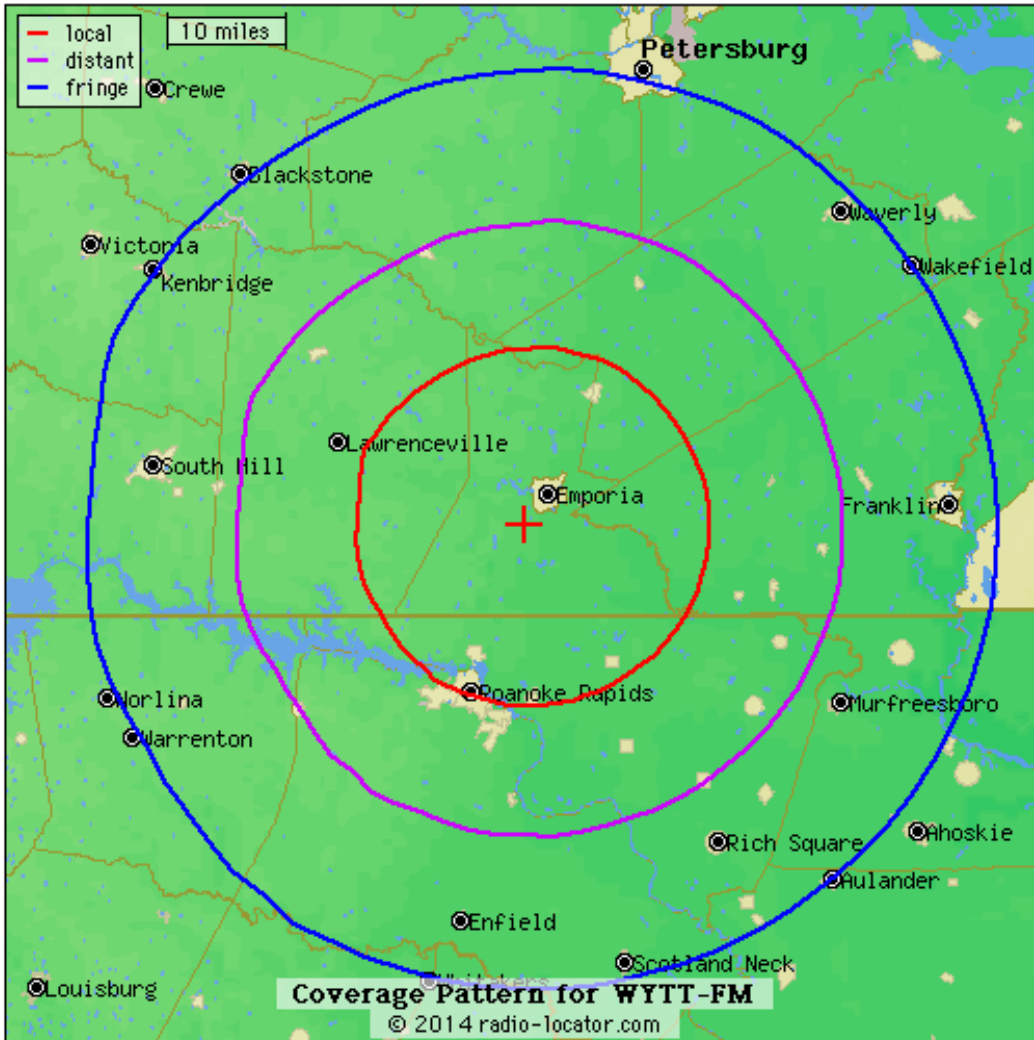 local
10 miles
distant
fringe
Petersburg
Crewe
Blackstone
Waverly
Victoria
Kenbridge
Wakefield
Lawrenceville
South Hill
Emporia
Franklin
Norlina
Roanoke Rapids
Murfreesboro
Warrenton
Ahoskie
Rich Square
Aulander
Enfield
Scotland Neck
Whitakers
Louisburg
Coverage Pattern for WYTT-FM
© 2014 radio-locator.com